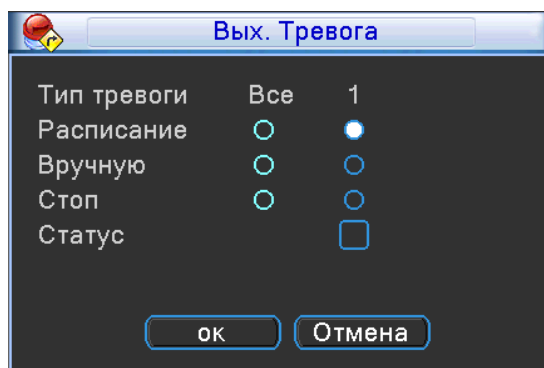 Вых. Тревога
Тип тревоги Все 1
Расписание
Вручную
Стоп
Статус
ок Отмена